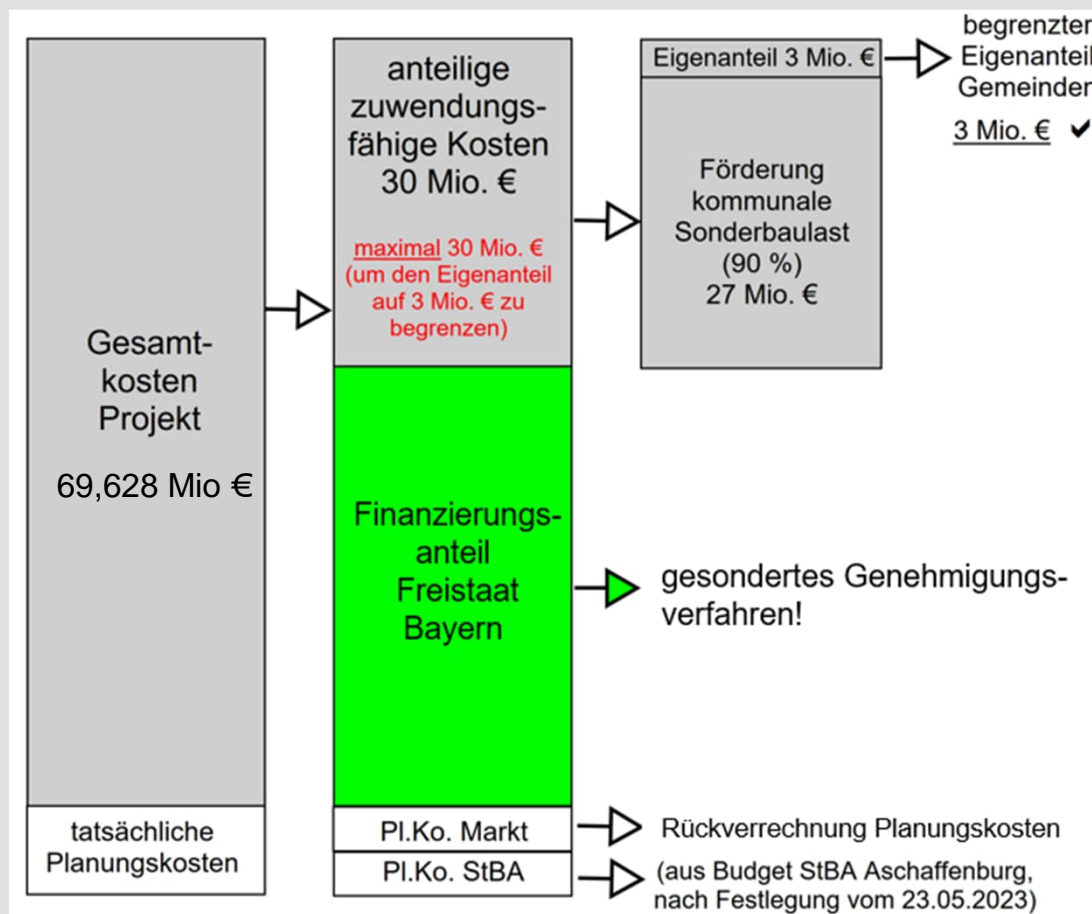 Gesamt-
kosten
Projekt
69,628 Mio €
tatsächliche
Planungskosten
anteilige
zuwendungs-
fähige Kosten
30 Mio. €
maximal 30 Mio. €
(um den Eigenanteil
auf 3 Mio. € zu
begrenzen)
Finanzierungs-
anteil
Freistaat
Bayern
Pl.Ko. Markt
Pl.Ko. StBA
Eigenanteil 3 Mio. €
Förderung
kommunale
Sonderbaulast
(90 %)
27 Mio. €
begrenzter
Eigenanteil
Gemeinden
3 Mio. € ✔
gesondertes Genehmigungs-
verfahren!
Rückverrechnung Planungskosten
(aus Budget StBA Aschaffenburg,
nach Festlegung vom 23.05.2023)